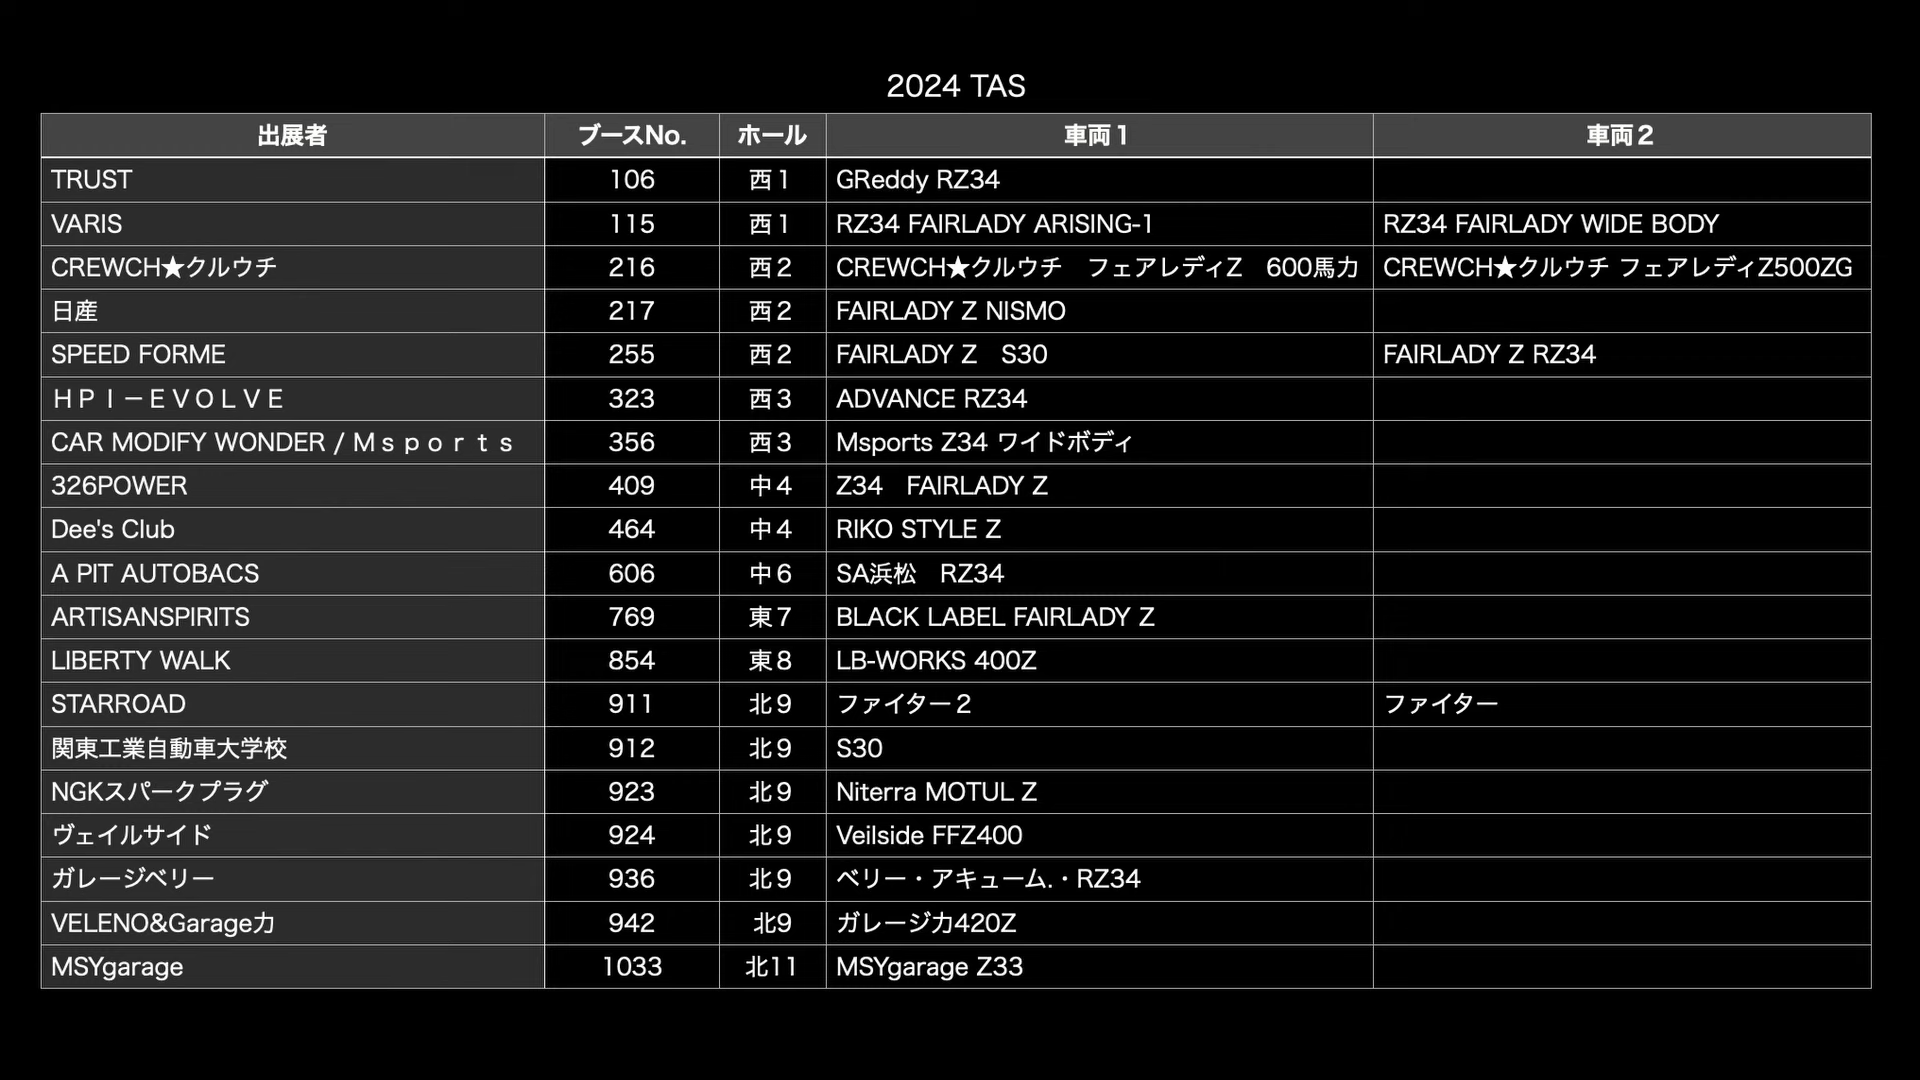 2024 TAS
出展者 ブースNo. ホール 車両１ 車両２
TRUST 106 西１ GReddy RZ34
VARIS 115 西１ RZ34 FAIRLADY ARISING-1 RZ34 FAIRLADY WIDE BODY
CREWCH★クルウチ 216 西２ CREWCH★クルウチ　フェアレディZ　600馬力 CREWCH★クルウチ フェアレディZ500ZG
日産 217 西２ FAIRLADY Z NISMO
SPEED FORME 255 西２ FAIRLADY Z　S30 FAIRLADY Z RZ34
ＨＰＩ－ＥＶＯＬＶＥ 323 西３ ADVANCE RZ34
CAR MODIFY WONDER / Ｍｓｐｏｒｔｓ 356 西３ Msports Z34 ワイドボディ
326POWER 409 中４ Z34　FAIRLADY Z
Dee's Club 464 中４ RIKO STYLE Z
A PIT AUTOBACS 606 中６ SA浜松　RZ34
ARTISANSPIRITS 769 東７ BLACK LABEL FAIRLADY Z
LIBERTY WALK 854 東８ LB-WORKS 400Z
STARROAD 911 北９ ファイター２ ファイター
関東工業自動車大学校 912 北９ S30
NGKスパークプラグ 923 北９ Niterra MOTUL Z
ヴェイルサイド 924 北９ Veilside FFZ400
ガレージベリー 936 北９ ベリー・アキューム.・RZ34
VELENO&Garage力 942 北9 ガレージ力420Z
MSYgarage 1033 北11 MSYgarage Z33